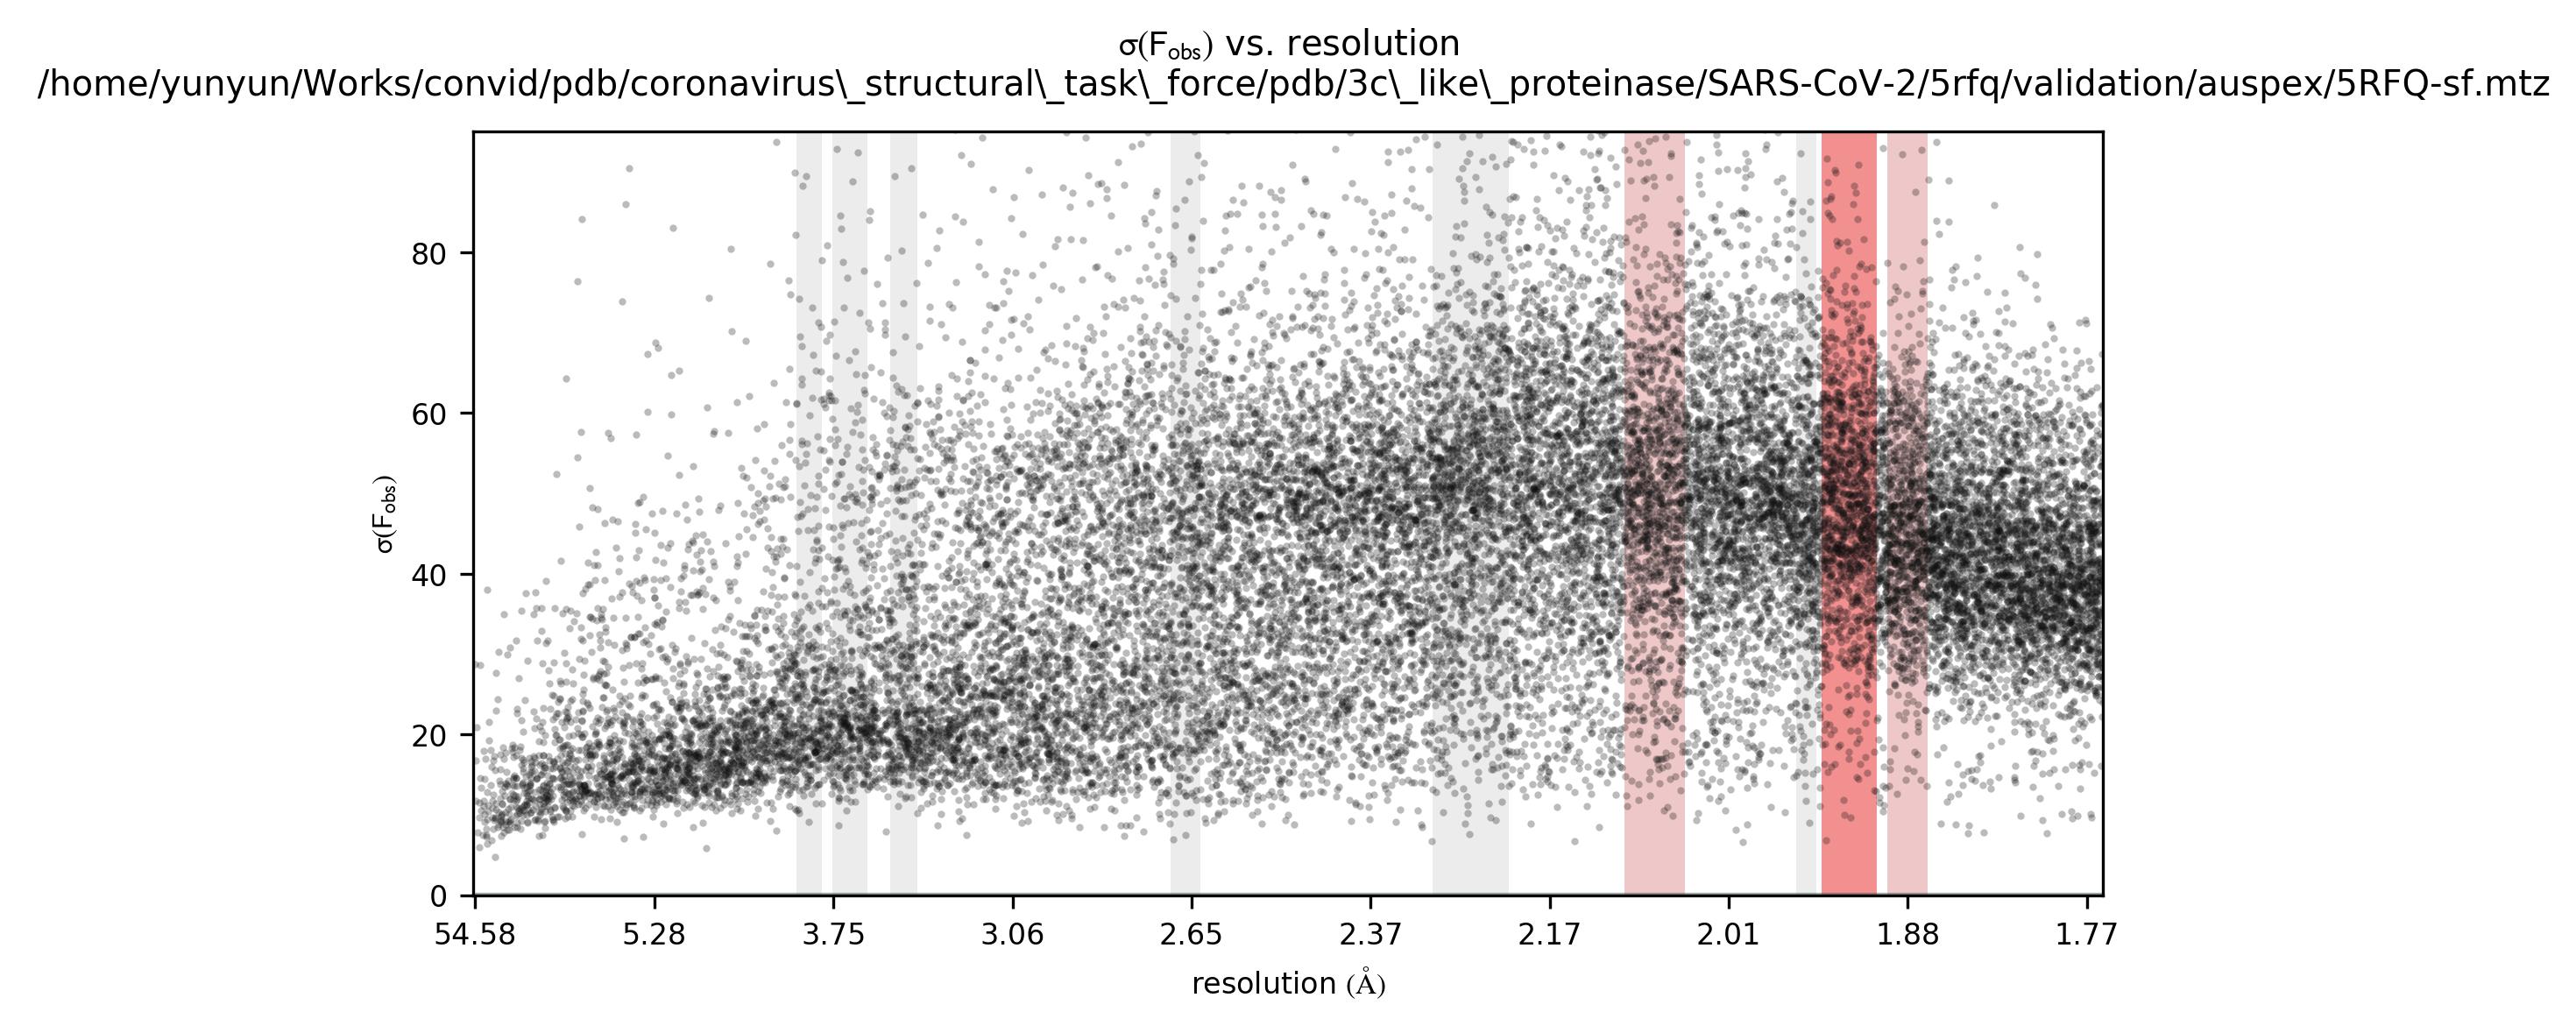 σ(Fobs) vs. resolution
/home/yunyun/Works/convid/pdb/coronavirus\_structural\_task\_force/pdb/3c\_like\_proteinase/SARS-CoV-2/5rfq/validation/auspex/5RFQ-sf.mtz
σ(Fobs)
80
60
40
20
0
54.58 5.28 3.75 3.06 2.65 2.37 2.17 2.01 1.88 1.77
resolution (Å)